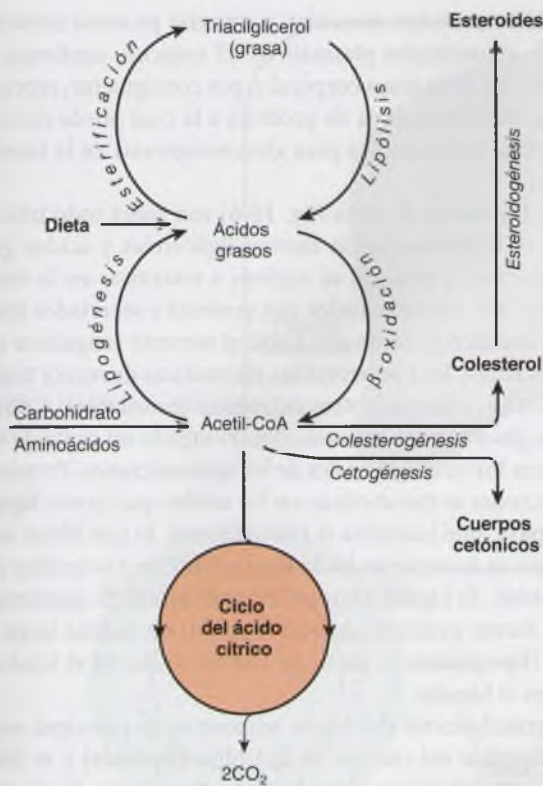 Triacilglicerol
(grasa)
Esteroides
Esterificación
Lipólisis
Esteroidogénesis
Dieta
Ácidos
grasos
Lipogénesis
β-oxidación
Colesterol
Carbohidrato
Aminoácidos
Acetil-CoA
Colesterogénesis
Cetogénesis
Cuerpos
cetónicos
Ciclo
del ácido
cítrico
2CO₂